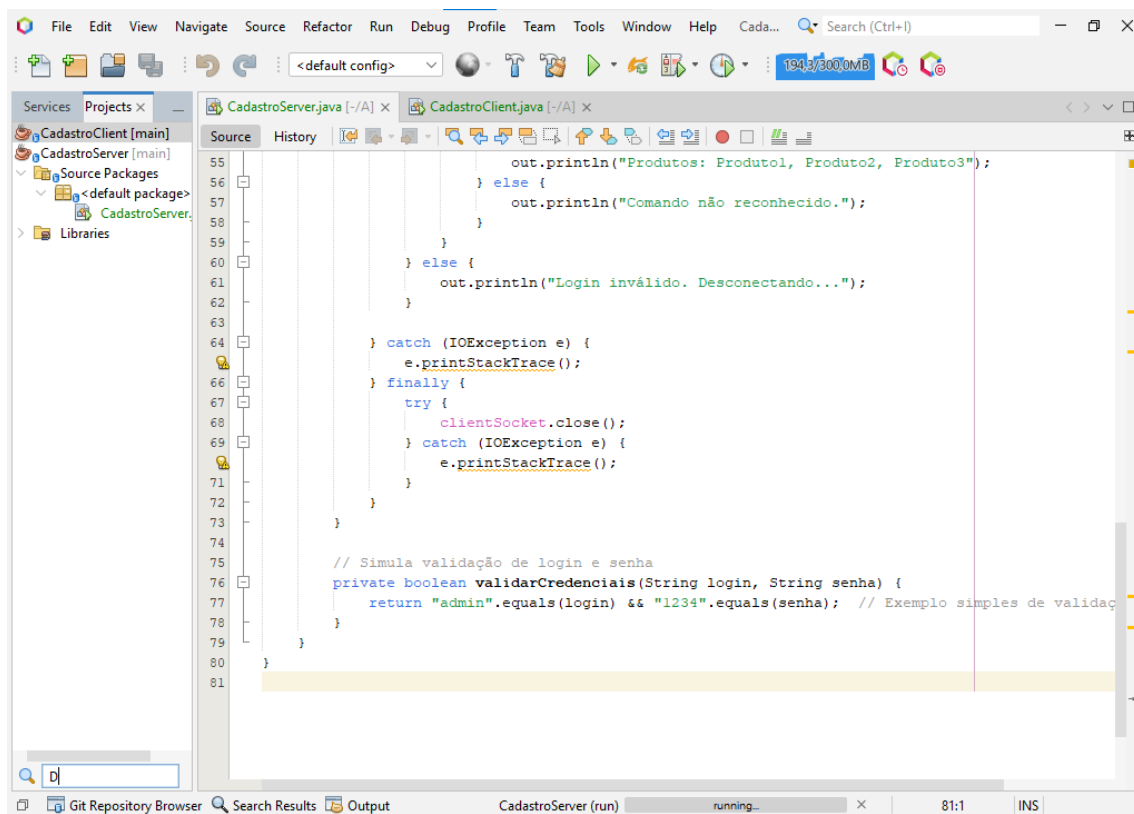 File Edit View Navigate Source Refactor Run Debug Profile Team Tools Window Help Cada... Search (Ctrl+I)
<default config> 194,3/300,0MB
Services Projects
CadastroServer.java [-/A] CadastroClient.java [-/A]
CadastroClient [main]
CadastroServer [main]
Source Packages
<default package>
CadastroServer.
Libraries
Source History
55 out.println("Produtos: Produto1, Produto2, Produto3");
56 } else {
57 out.println("Comando não reconhecido.");
58 }
59 }
60 } else {
61 out.println("Login inválido. Desconectando...");
62 }
63
64 } catch (IOException e) {
e.printStackTrace();
66 } finally {
67 try {
68 clientSocket.close();
69 } catch (IOException e) {
e.printStackTrace();
71 }
72 }
73 }
74
75 // Simula validação de login e senha
76 private boolean validarCredenciais(String login, String senha) {
77 return "admin".equals(login) && "1234".equals(senha); // Exemplo simples de validaç
78 }
79 }
80 }
81
D
Git Repository Browser Search Results Output CadastroServer (run) running... 81:1 INS